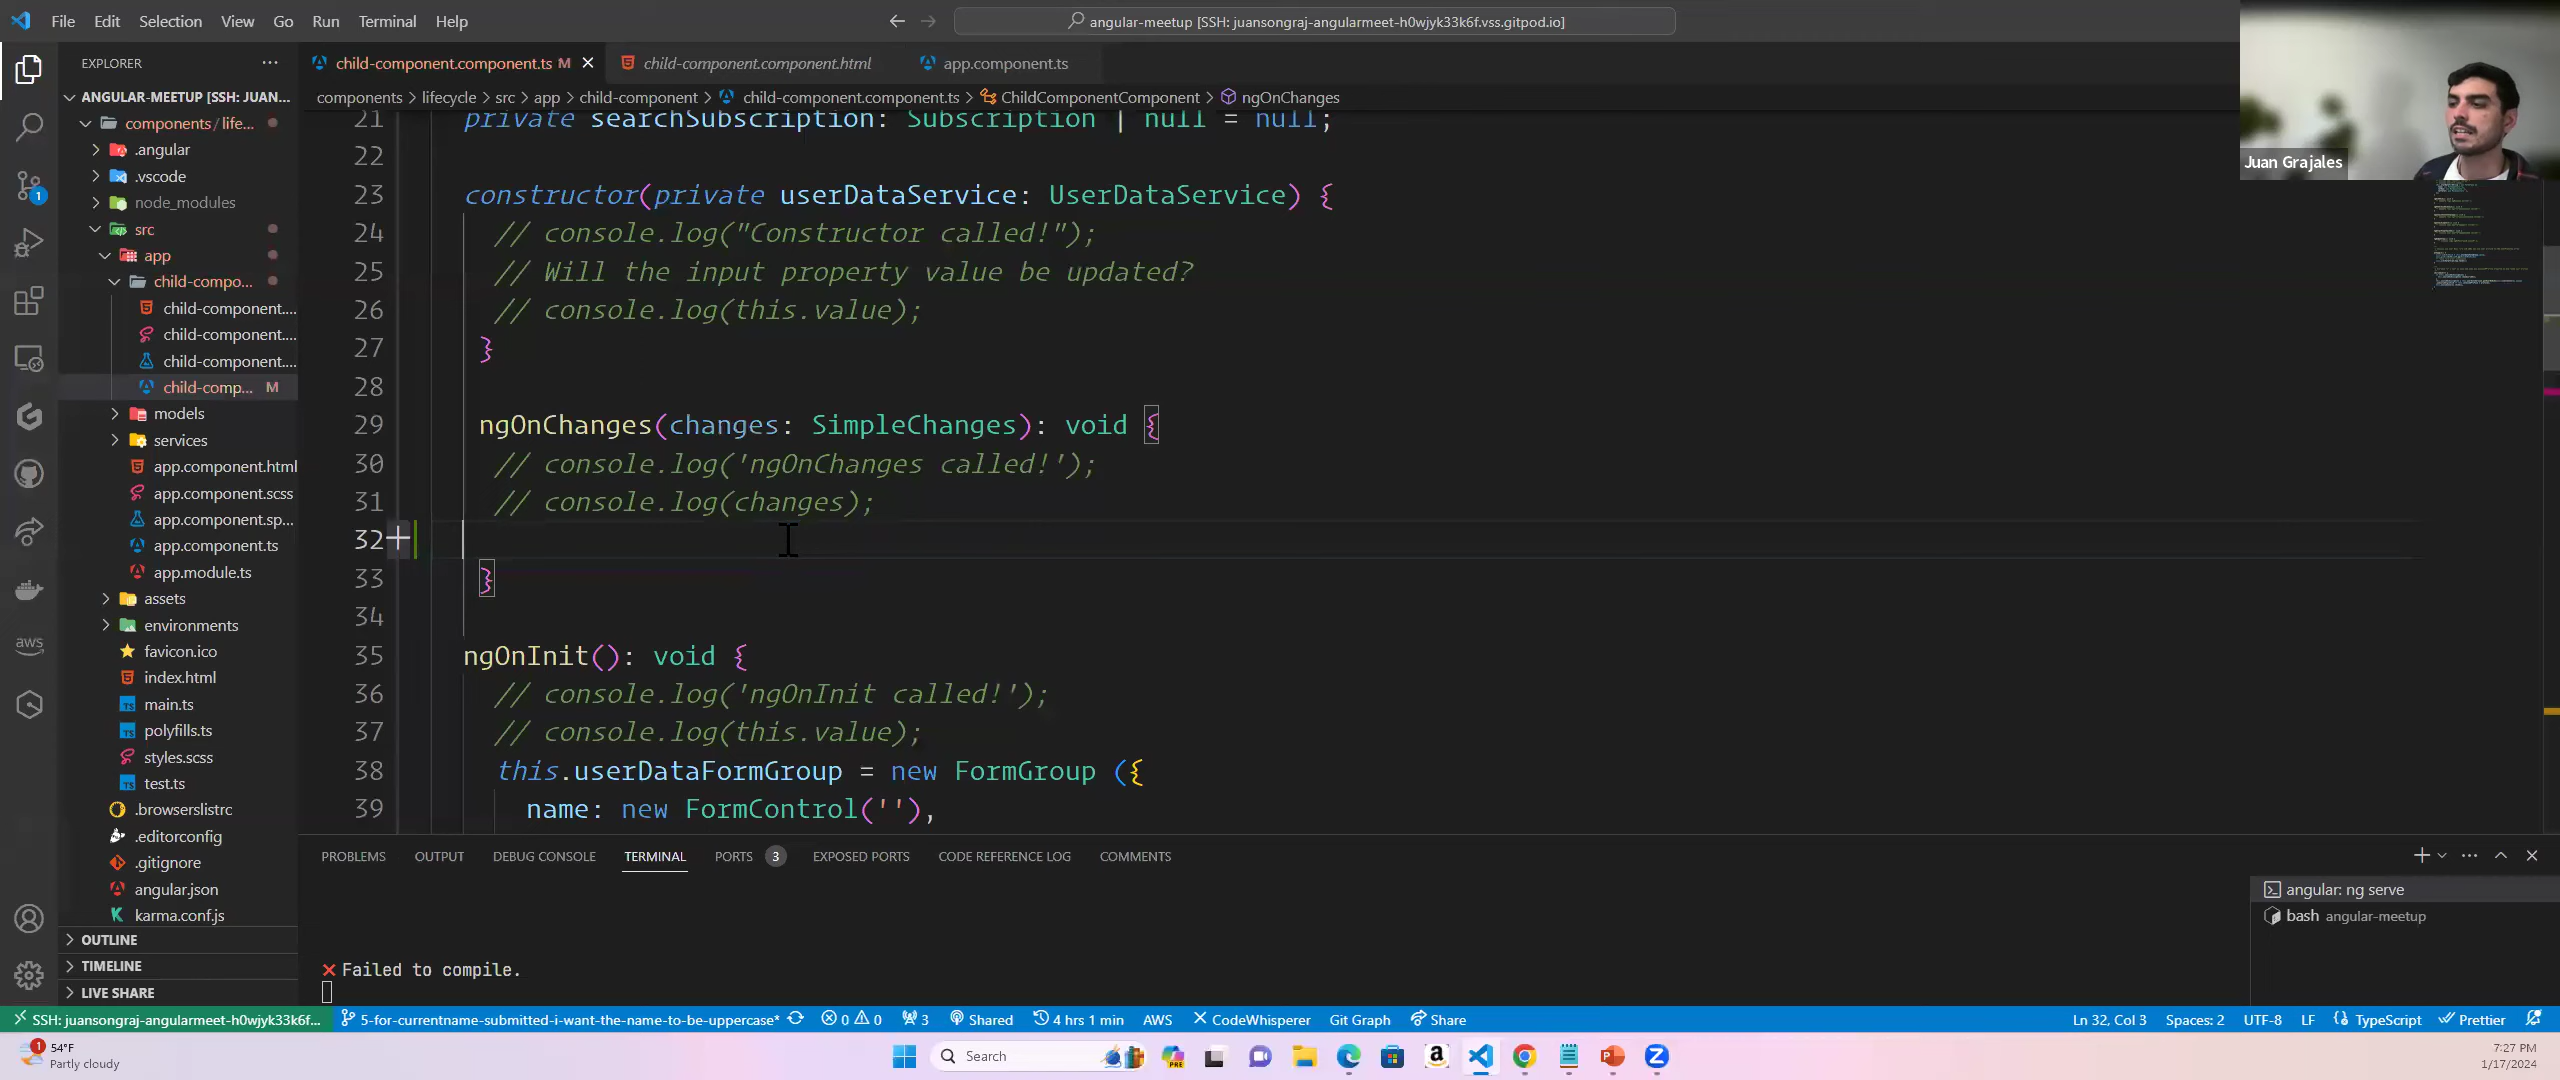 File Edit Selection View Go Run Terminal Help
angular-meetup [SSH: juansongraj-angularmeet-h0wjyk33k6f.vss.gitpod.io]
Juan Grajales
EXPLORER
child-component.component.ts M
child-component.component.html
app.component.ts
components > lifecycle > src > app > child-component > child-component.component.ts > ChildComponentComponent > ngOnChanges
ANGULAR-MEETUP [SSH: JUAN...
components / life...
.angular
.vscode
node_modules
src
app
child-compo...
child-component....
child-component....
child-component....
child-comp... M
models
services
app.component.html
app.component.scss
app.component.sp...
app.component.ts
app.module.ts
assets
environments
favicon.ico
index.html
main.ts
polyfills.ts
styles.scss
test.ts
.browserslistrc
.editorconfig
.gitignore
angular.json
karma.conf.js
OUTLINE
TIMELINE
LIVE SHARE
21 private searchSubscription: Subscription | null = null;
22
23 constructor(private userDataService: UserDataService) {
24 // console.log("Constructor called!");
25 // Will the input property value be updated?
26 // console.log(this.value);
27 }
28
29 ngOnChanges(changes: SimpleChanges): void {
30 // console.log('ngOnChanges called!');
31 // console.log(changes);
32
33 }
34
35 ngOnInit(): void {
36 // console.log('ngOnInit called!');
37 // console.log(this.value);
38 this.userDataFormGroup = new FormGroup ({
39 name: new FormControl(''),
PROBLEMS OUTPUT DEBUG CONSOLE TERMINAL PORTS 3 EXPOSED PORTS CODE REFERENCE LOG COMMENTS
Failed to compile.
angular: ng serve
bash angular-meetup
SSH: juansongraj-angularmeet-h0wjyk33k6f... 5-for-currentname-submitted-i-want-the-name-to-be-uppercase* 0 0 3 Shared 4 hrs 1 min AWS CodeWhisperer Git Graph Share Ln 32, Col 3 Spaces: 2 UTF-8 LF TypeScript Prettier
1
54°F
Partly cloudy
Search
PRE
7:27 PM
1/17/2024